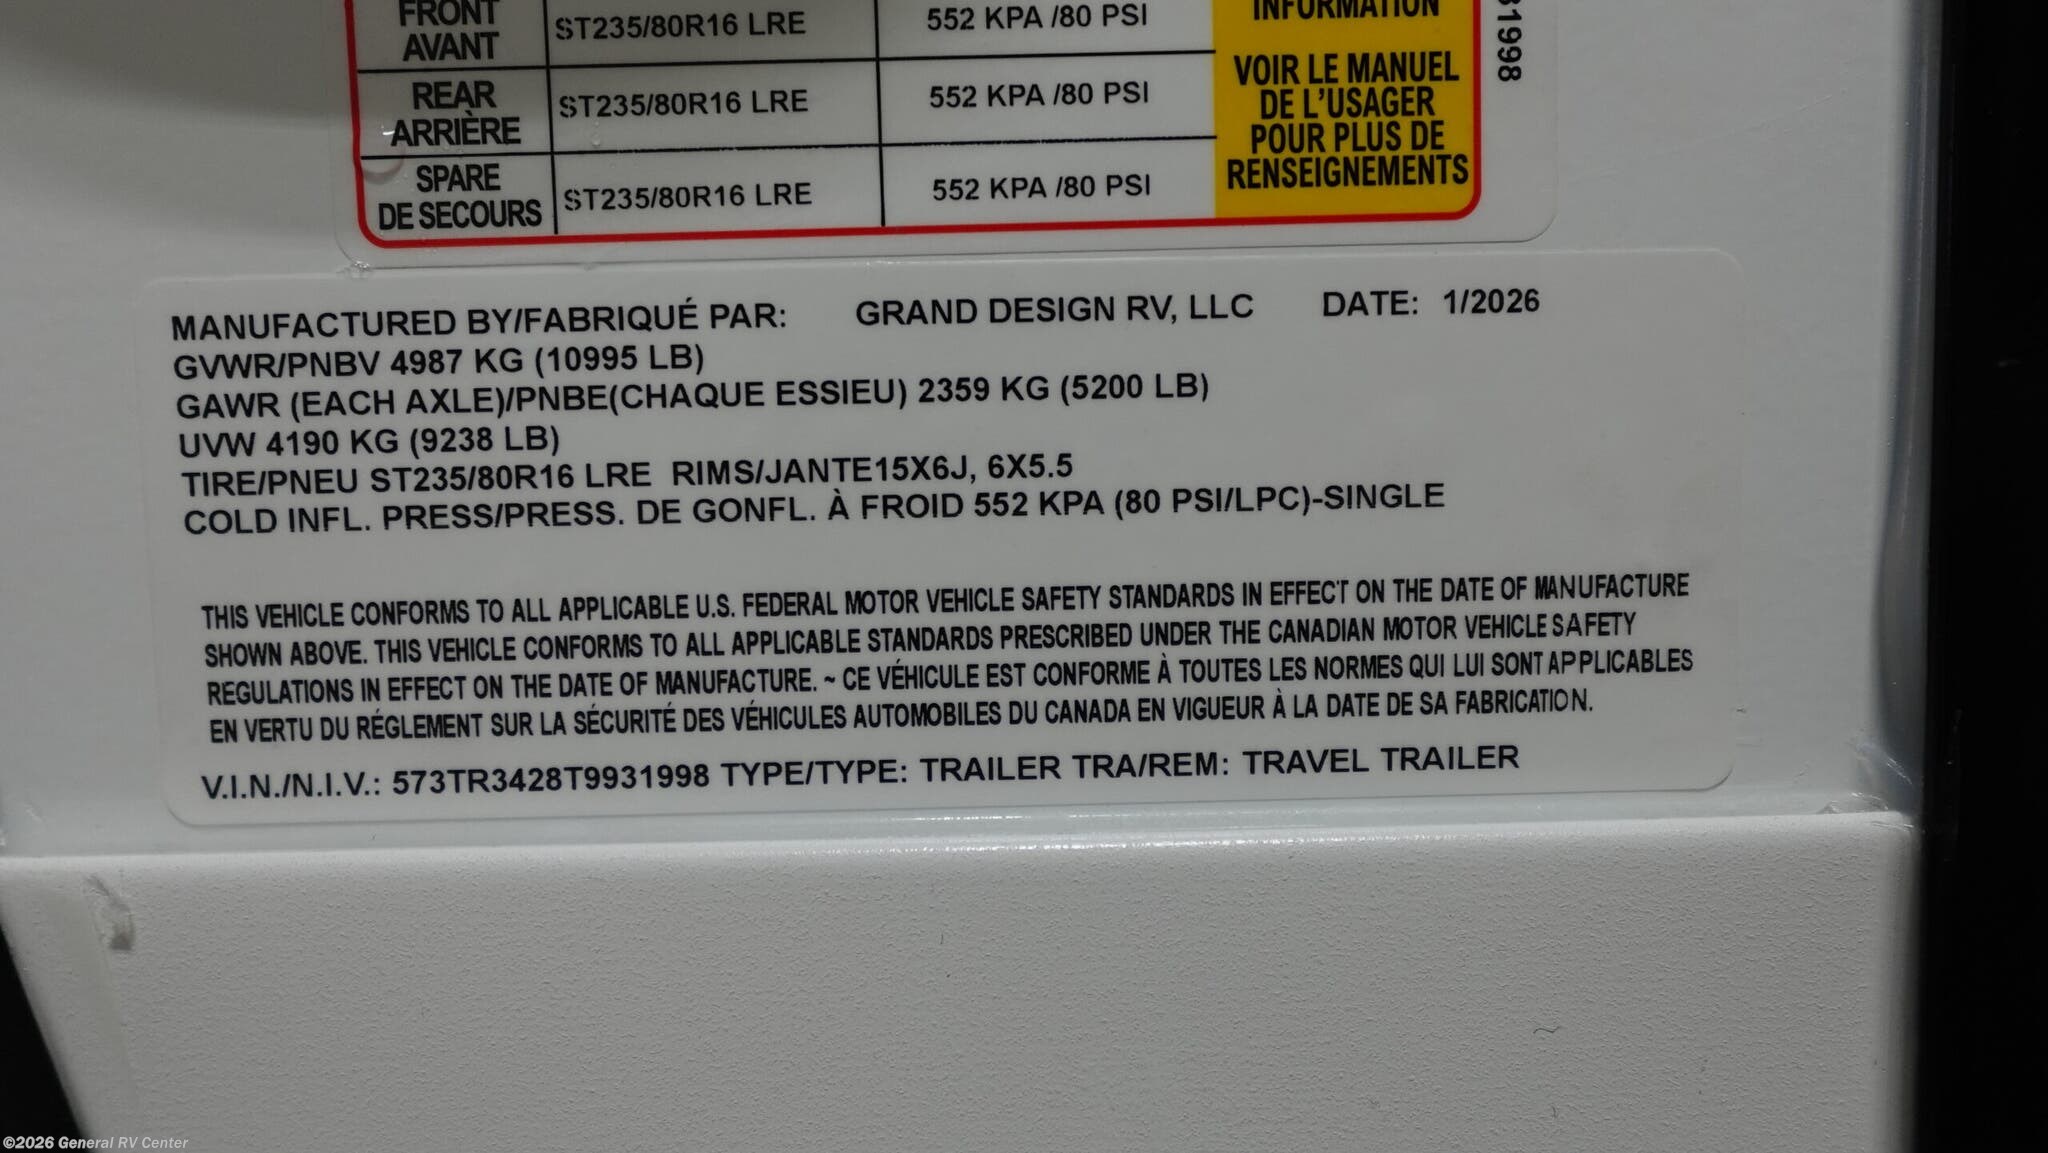 FRONT
AVANT
ST235/80R16 LRE
552 KPA /80 PSI
REAR
ARRIÈRE
ST235/80R16 LRE
552 KPA /80 PSI
SPARE
DE SECOURS
ST235/80R16 LRE
552 KPA /80 PSI
INFORMATION
VOIR LE MANUEL
DE L'USAGER
POUR PLUS DE
RENSEIGNEMENTS
31998
MANUFACTURED BY/FABRIQUÉ PAR: GRAND DESIGN RV, LLC DATE: 1/2026
GVWR/PNBV 4987 KG (10995 LB)
GAWR (EACH AXLE)/PNBE(CHAQUE ESSIEU) 2359 KG (5200 LB)
UVW 4190 KG (9238 LB)
TIRE/PNEU ST235/80R16 LRE RIMS/JANTE15X6J, 6X5.5
COLD INFL. PRESS/PRESS. DE GONFL. À FROID 552 KPA (80 PSI/LPC)-SINGLE
THIS VEHICLE CONFORMS TO ALL APPLICABLE U.S. FEDERAL MOTOR VEHICLE SAFETY STANDARDS IN EFFECT ON THE DATE OF MANUFACTURE
SHOWN ABOVE. THIS VEHICLE CONFORMS TO ALL APPLICABLE STANDARDS PRESCRIBED UNDER THE CANADIAN MOTOR VEHICLE SAFETY
REGULATIONS IN EFFECT ON THE DATE OF MANUFACTURE. ~ CE VÉHICULE EST CONFORME À TOUTES LES NORMES QUI LUI SONT APPLICABLES
EN VERTU DU RÉGLEMENT SUR LA SÉCURITÉ DES VÉHICULES AUTOMOBILES DU CANADA EN VIGUEUR À LA DATE DE SA FABRICATION.
V.I.N./N.I.V.: 573TR3428T9931998 TYPE/TYPE: TRAILER TRA/REM: TRAVEL TRAILER
©2026 General RV Center